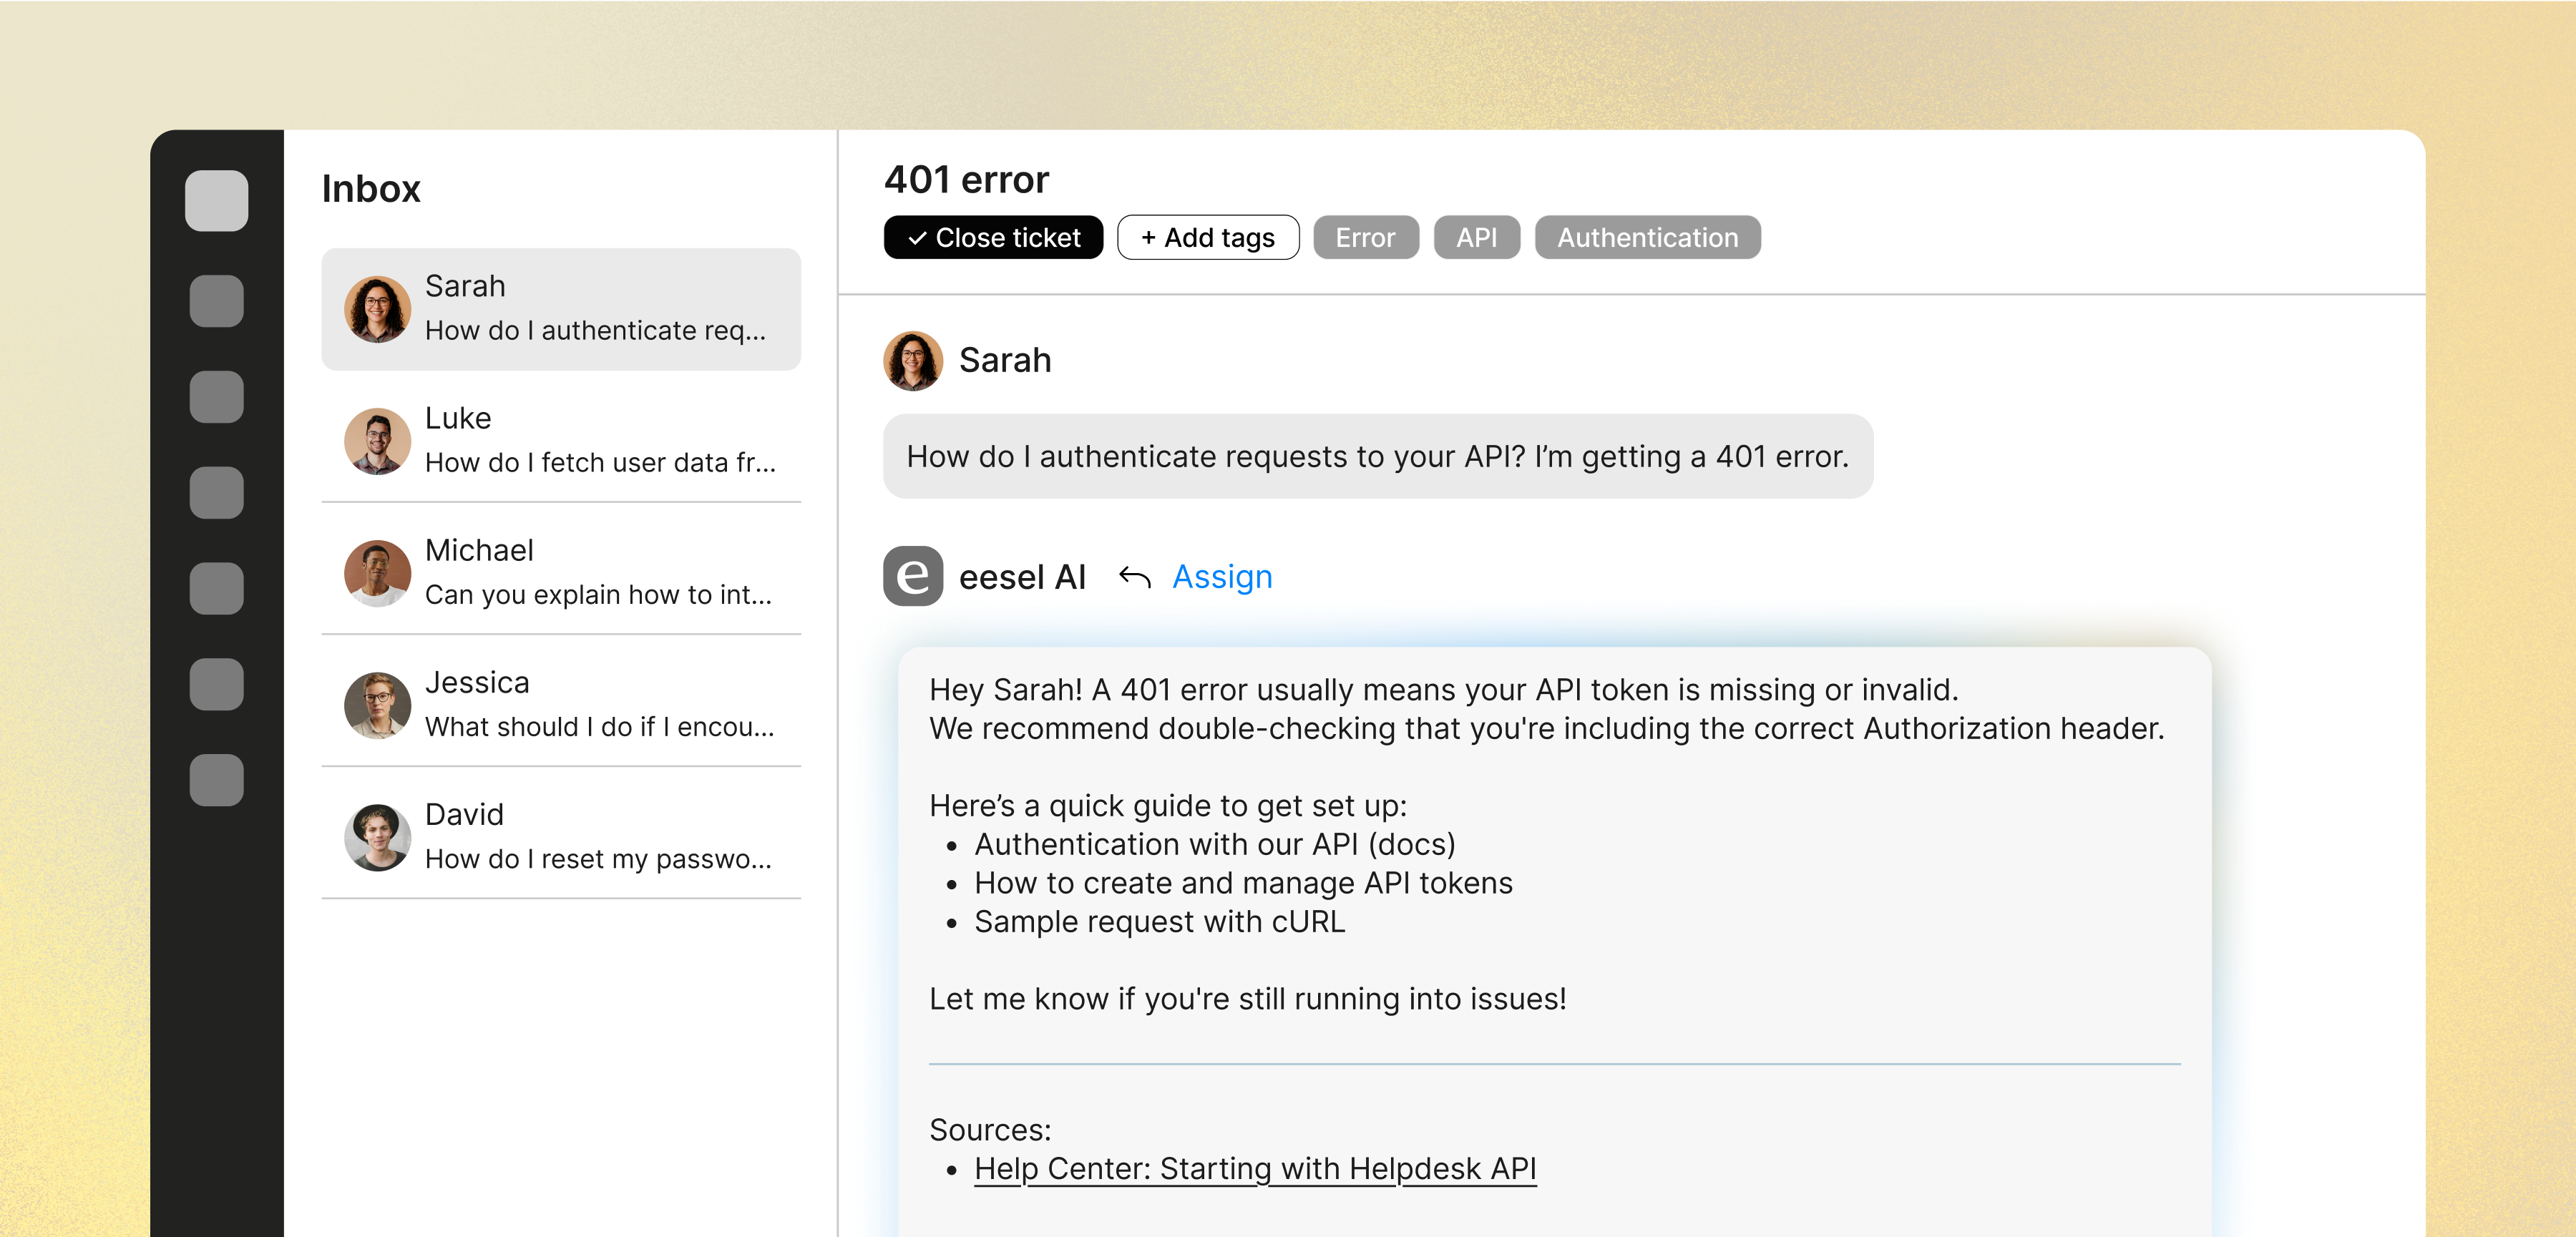 Inbox
Sarah
How do I authenticate req...
Luke
How do I fetch user data fr...
Michael
Can you explain how to int...
Jessica
What should I do if I encou...
David
How do I reset my passwo...
401 error
✓ Close ticket + Add tags Error API Authentication
Sarah
How do I authenticate requests to your API? I’m getting a 401 error.
e eesel AI Assign
Hey Sarah! A 401 error usually means your API token is missing or invalid.
We recommend double-checking that you're including the correct Authorization header.
Here’s a quick guide to get set up:
• Authentication with our API (docs)
• How to create and manage API tokens
• Sample request with cURL
Let me know if you're still running into issues!
Sources:
• Help Center: Starting with Helpdesk API